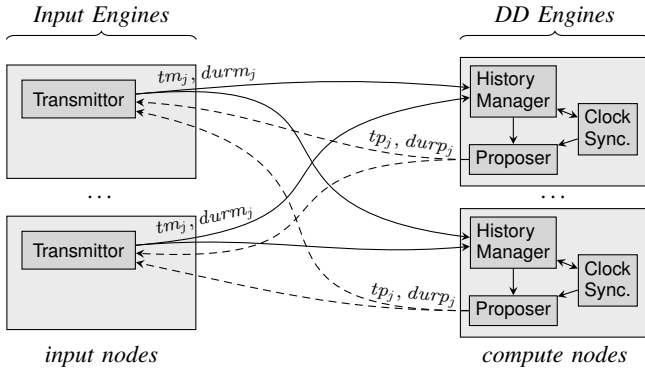 Input Engines
DD Engines
tm_j, durm_j
Transmittor
History
Manager
Clock
Sync.
tp_j, durp_j
Proposer
...
...
tm_j, durm_j
Transmittor
History
Manager
Clock
Sync.
tp_j, durp_j
Proposer
input nodes
compute nodes